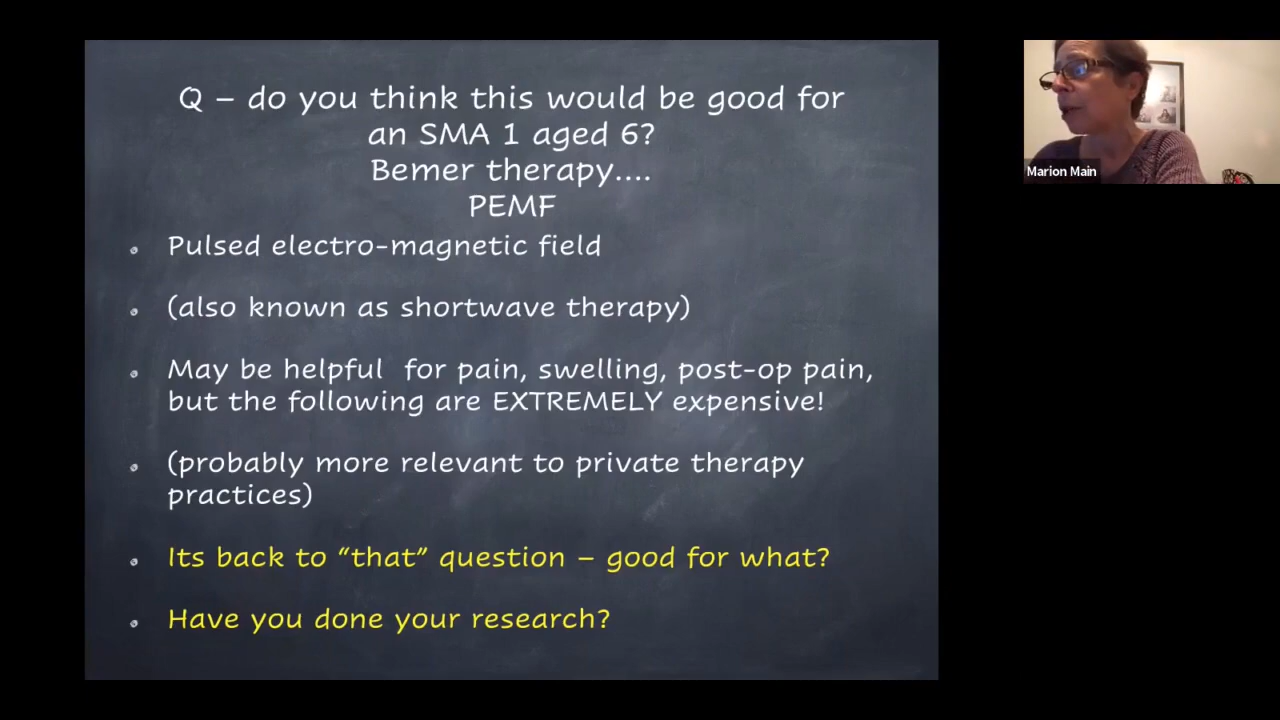 Q – do you think this would be good for
an SMA 1 aged 6?
Bemer therapy....
PEMF
Pulsed electro-magnetic field
(also known as shortwave therapy)
May be helpful  for pain, swelling, post-op pain,
but the following are EXTREMELY expensive!
(probably more relevant to private therapy
practices)
Its back to “that” question – good for what?
Have you done your research?
Marion Main